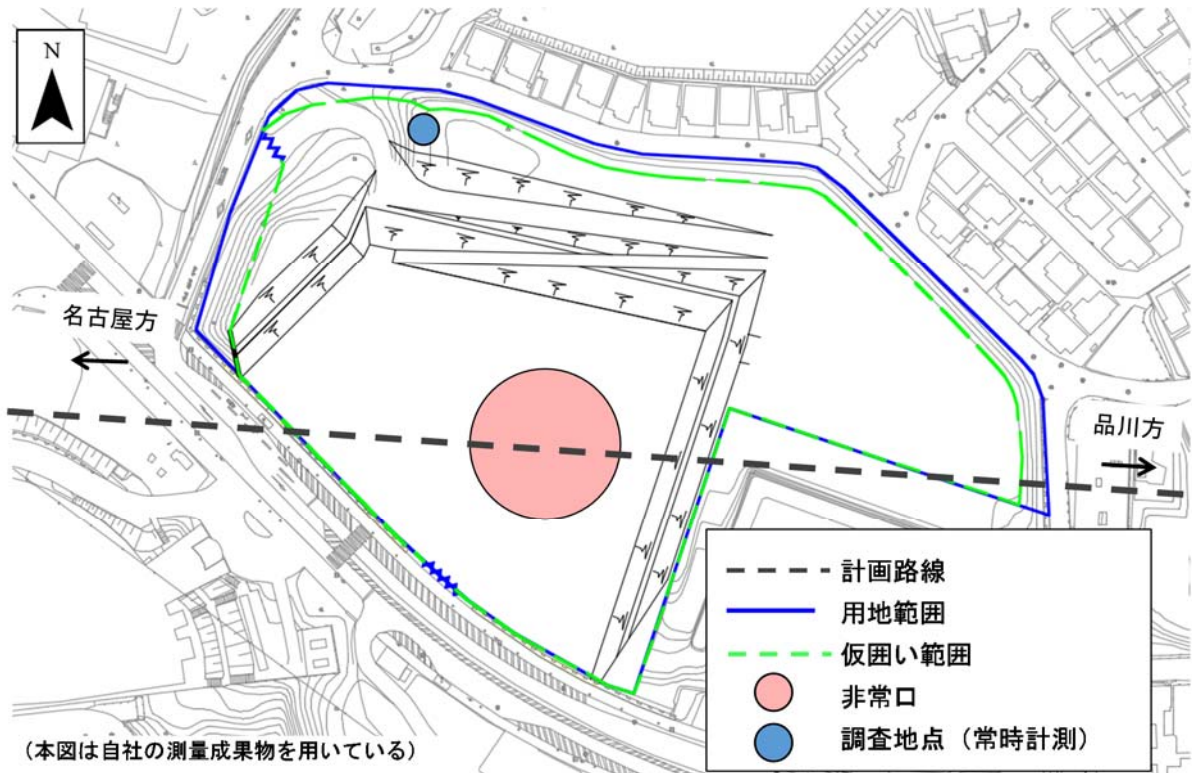 N
名古屋方
品川方
計画路線
用地範囲
仮囲い範囲
非常口
調査地点（常時計測）
（本図は自社の測量成果物を用いている）